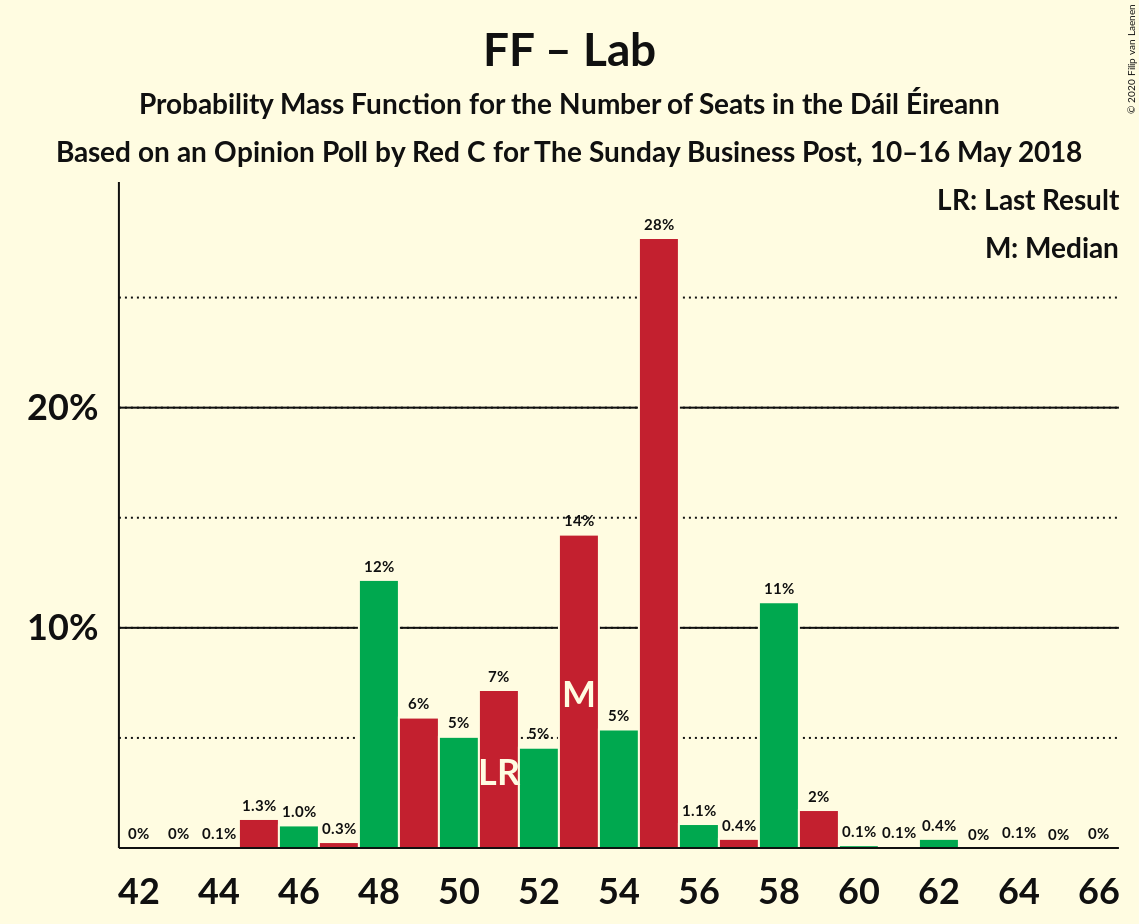 FF – Lab
Probability Mass Function for the Number of Seats in the Dáil Éireann
Based on an Opinion Poll by Red C for The Sunday Business Post, 10–16 May 2018
© 2020 Filip van Laenen
LR: Last Result
M: Median
28%
20%
14%
12%
11%
10%
7%
M
6%
5%
5%
5%
LR
1.3%
1.0%
1.1%
2%
0% 0% 0.1% 0.3% 0.4% 0.1% 0.1% 0.4% 0% 0.1% 0% 0%
42 44 46 48 50 52 54 56 58 60 62 64 66